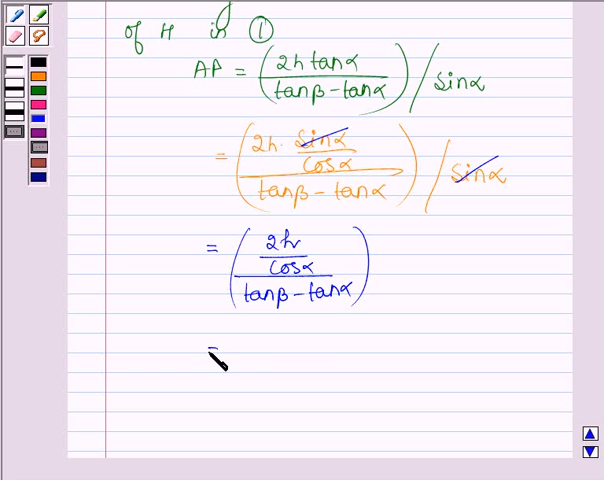 of H in ①
AP = (2h tanα / tanβ - tanα) / sinα
= (2h. sinα/cosα / tanβ - tanα) / sinα
= (2h/cosα / tanβ - tanα)
=